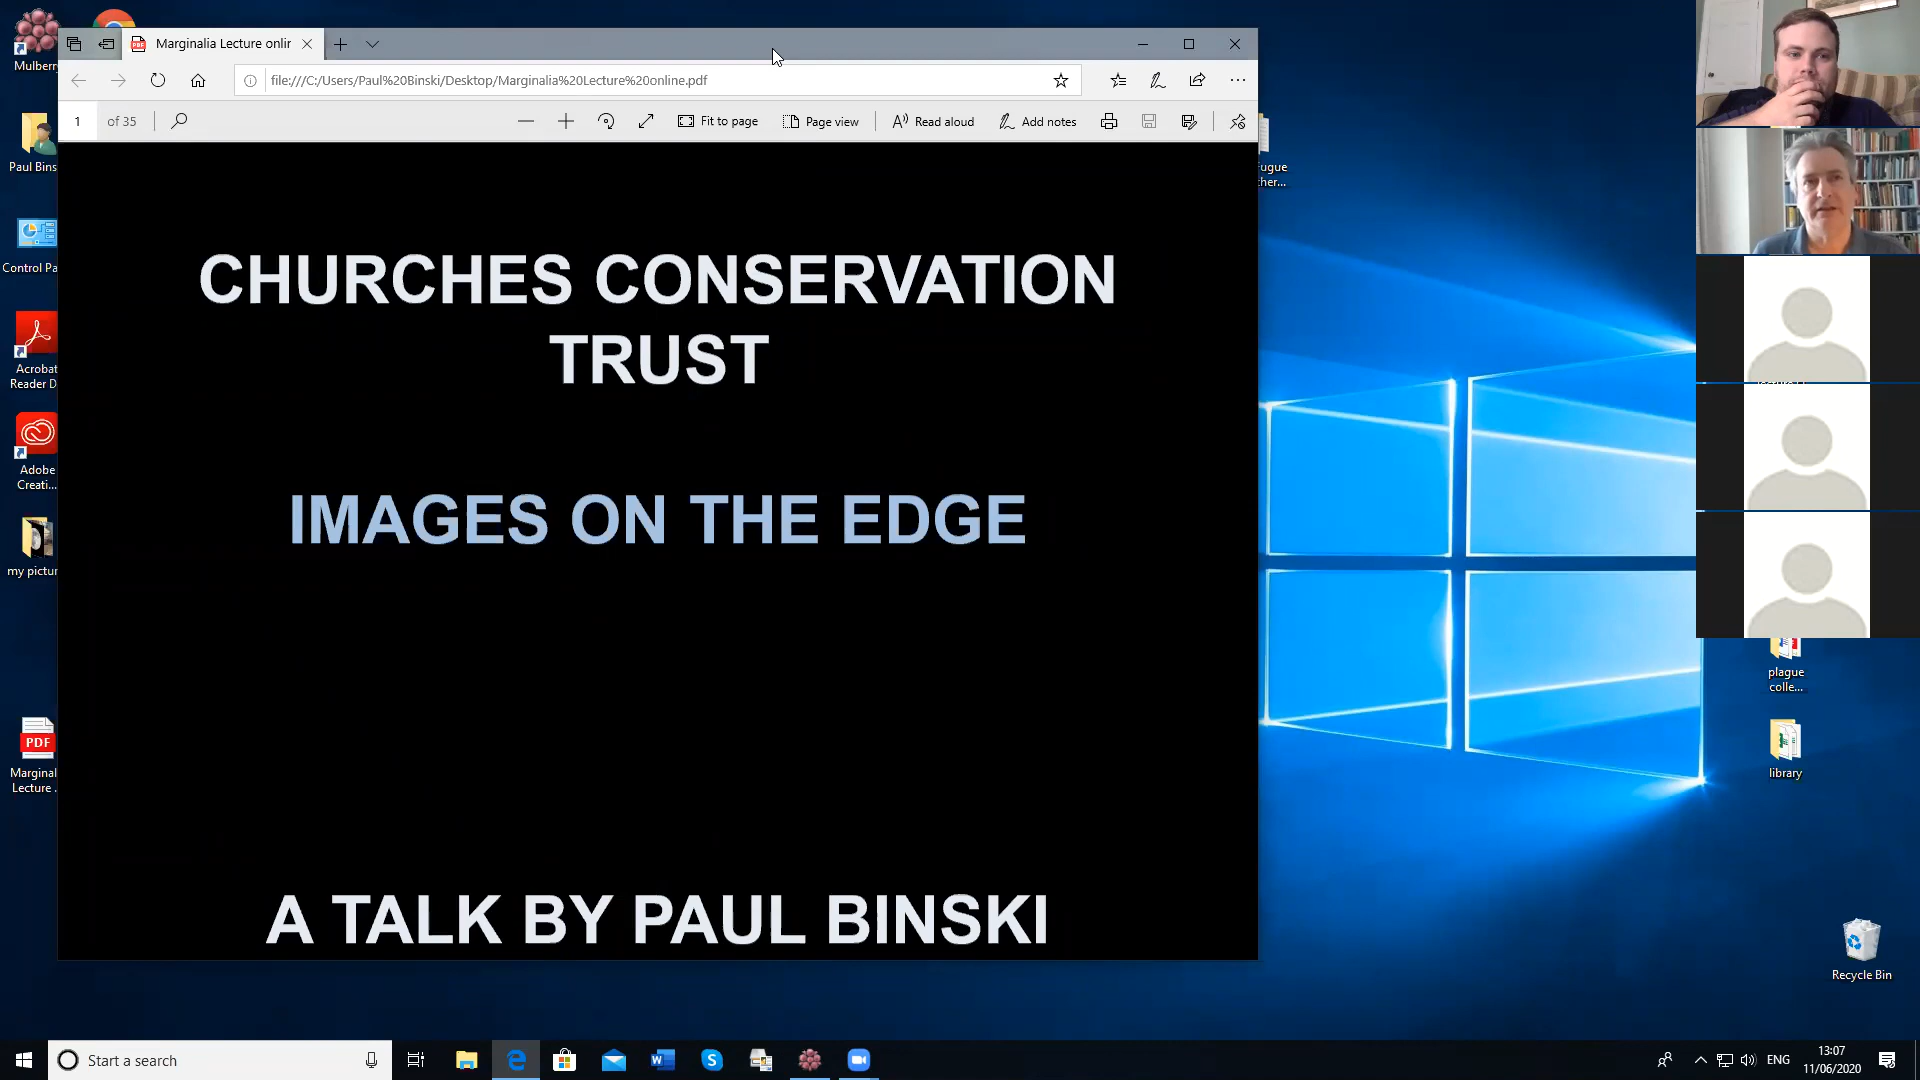 Marginalia Lecture onlir
file:///C:/Users/Paul%20Binski/Desktop/Marginalia%20Lecture%20online.pdf
1 of 35
Fit to page
Page view
Read aloud
Add notes
CHURCHES CONSERVATION
TRUST
IMAGES ON THE EDGE
A TALK BY PAUL BINSKI
Mulberry
Paul Bins
Control Pa
Acrobat
Reader D
Adobe
Creati...
my pictur
PDF
Marginal
Lecture .
ugue
her...
plague
colle...
library
Recycle Bin
Start a search
ENG
13:07
11/06/2020